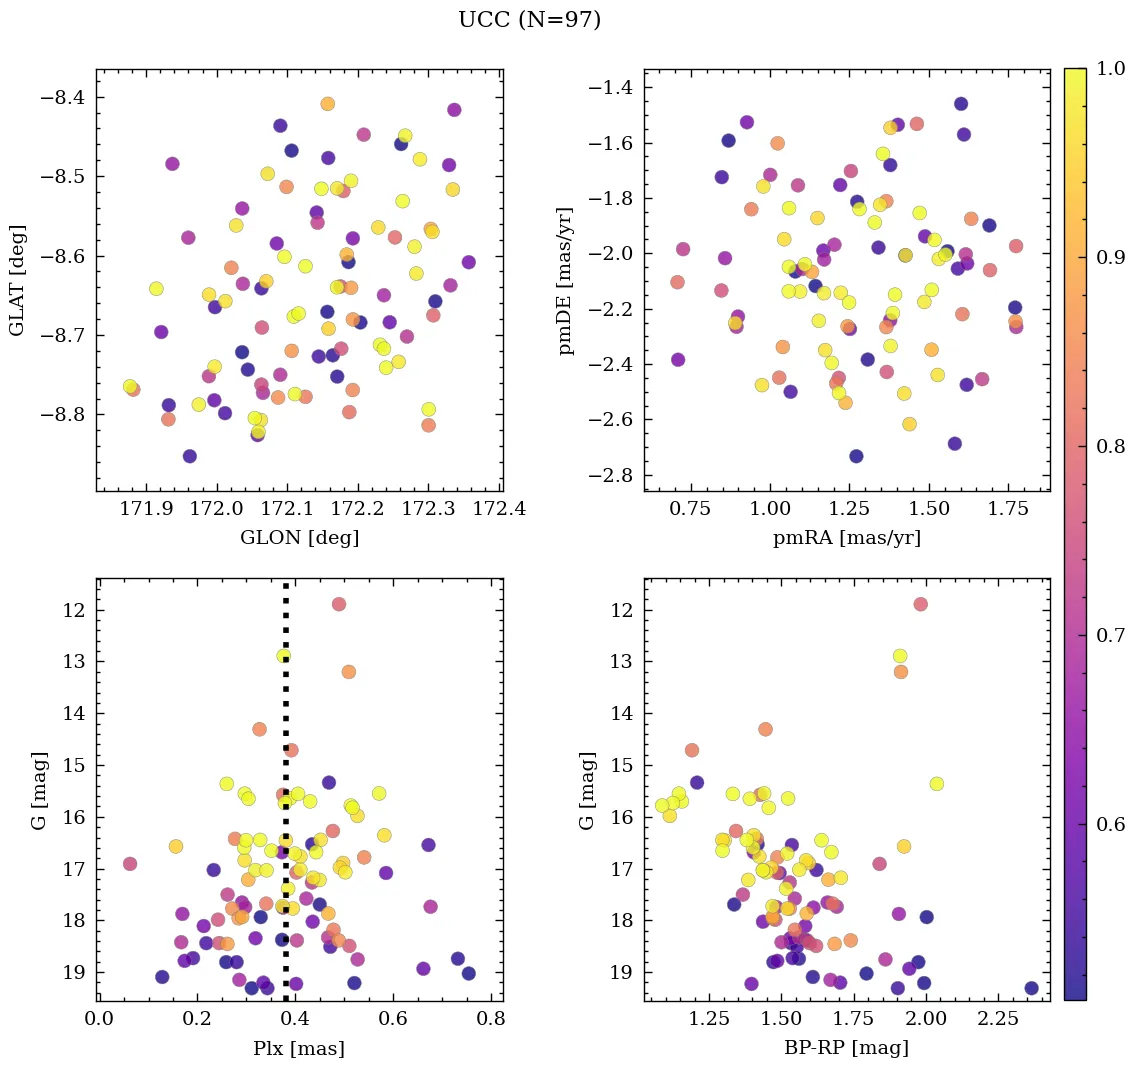 UCC (N=97)
−8.4
−8.5
−8.6
−8.7
−8.8
GLAT [deg]
171.9 172.0 172.1 172.2 172.3 172.4
GLON [deg]
−1.4
−1.6
−1.8
−2.0
−2.2
−2.4
−2.6
−2.8
pmDE [mas/yr]
0.75 1.00 1.25 1.50 1.75
pmRA [mas/yr]
12
13
14
15
16
17
18
19
G [mag]
0.0 0.2 0.4 0.6 0.8
Plx [mas]
12
13
14
15
16
17
18
19
G [mag]
1.25 1.50 1.75 2.00 2.25
BP-RP [mag]
1.0
0.9
0.8
0.7
0.6